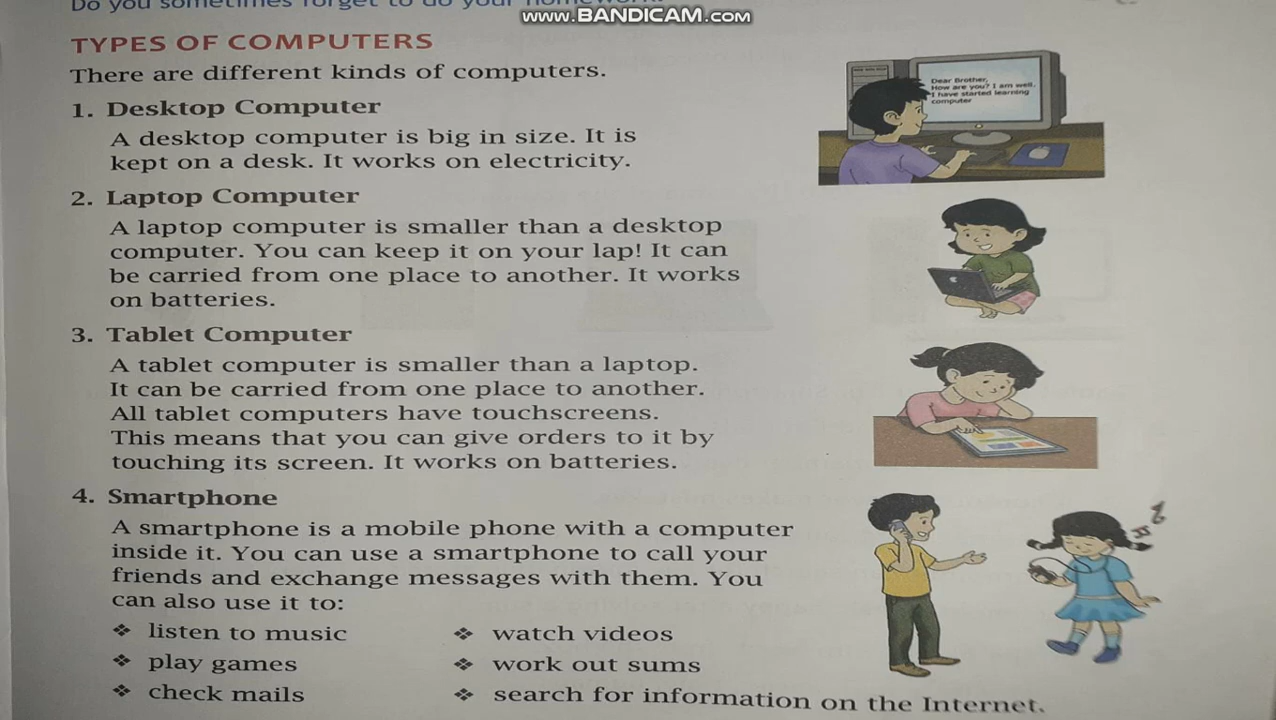 Do you sometimes forget to do your homework?
www.BANDICAM.com
TYPES OF COMPUTERS
There are different kinds of computers.
1. Desktop Computer
A desktop computer is big in size. It is
kept on a desk. It works on electricity.
Dear Brother,
How are you? I am well.
I have started learning
computer
2. Laptop Computer
A laptop computer is smaller than a desktop
computer. You can keep it on your lap! It can
be carried from one place to another. It works
on batteries.
3. Tablet Computer
A tablet computer is smaller than a laptop.
It can be carried from one place to another.
All tablet computers have touchscreens.
This means that you can give orders to it by
touching its screen. It works on batteries.
4. Smartphone
A smartphone is a mobile phone with a computer
inside it. You can use a smartphone to call your
friends and exchange messages with them. You
can also use it to:
❖ listen to music
❖ watch videos
❖ play games
❖ work out sums
❖ check mails
❖ search for information on the Internet.